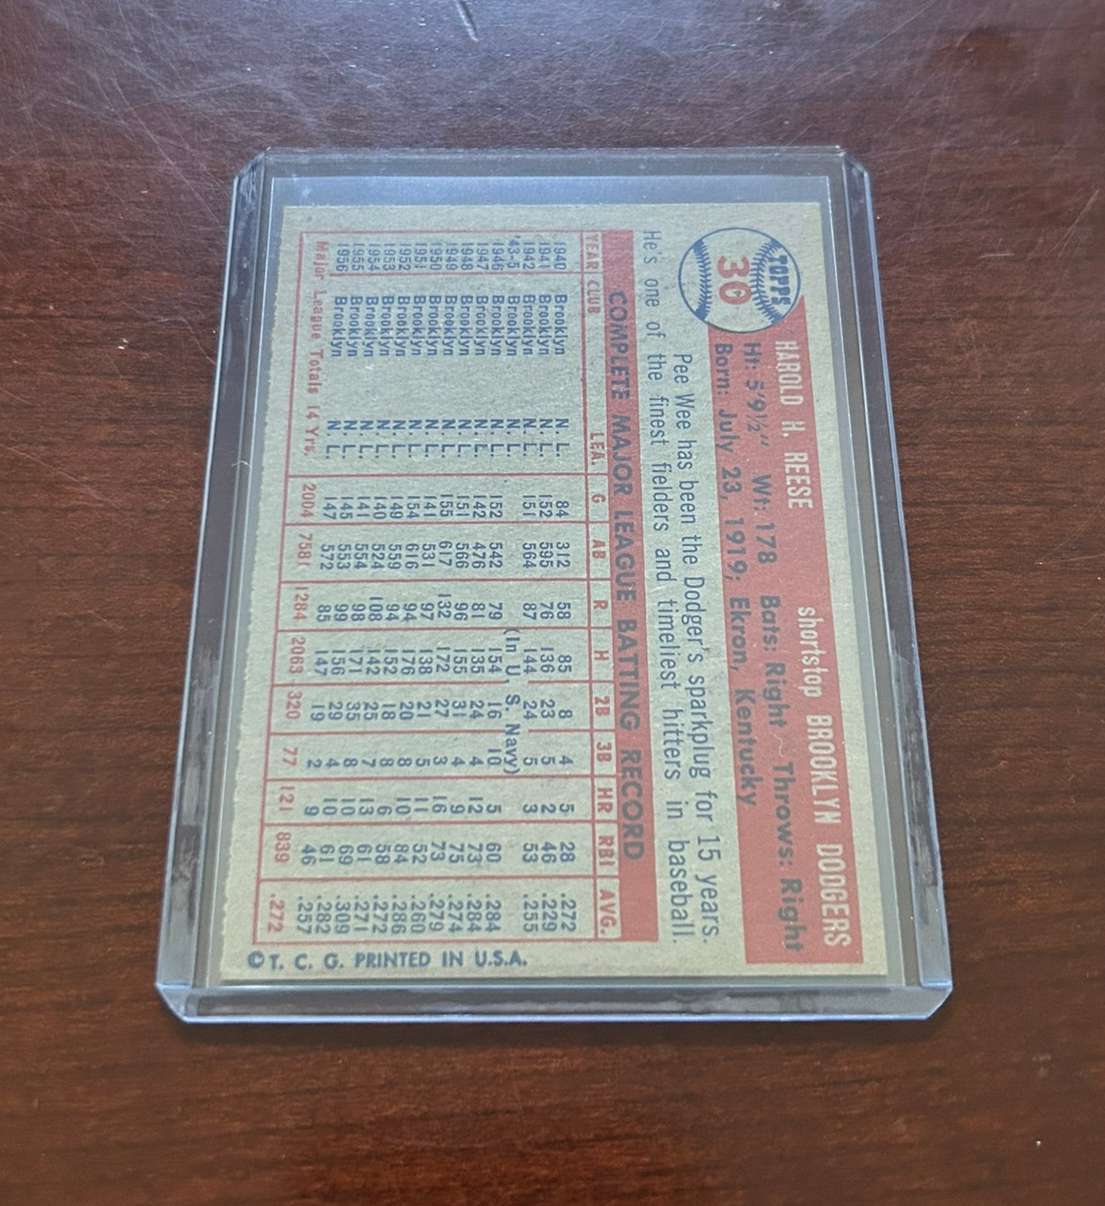 TOPPS
30
HAROLD H. REESE shortstop BROOKLYN DODGERS
Ht: 5'9½" Wt: 178 Bats: Right ~ Throws: Right
Born: July 23, 1919; Ekron, Kentucky
Pee Wee has been the Dodger's sparkplug for 15 years.
He's one of the finest fielders and timeliest hitters in baseball.
COMPLETE MAJOR LEAGUE BATTING RECORD
YEAR CLUB LEA. G AB R H 2B 3B HR RBI AVG.
1940 Brooklyn N. L. 84 312 58 85 8 4 5 28 .272
1941 Brooklyn N. L. 152 595 76 136 23 5 2 46 .229
1942 Brooklyn N. L. 151 564 87 144 24 5 3 53 .255
'43-5 Brooklyn N. L. (In U. S. Navy)
1946 Brooklyn N. L. 152 542 79 154 16 10 5 60 .284
1947 Brooklyn N. L. 142 476 81 135 24 4 12 73 .284
1948 Brooklyn N. L. 151 566 96 155 31 4 9 75 .274
1949 Brooklyn N. L. 155 617 132 172 27 3 16 73 .279
1950 Brooklyn N. L. 141 531 97 138 21 5 11 52 .260
1951 Brooklyn N. L. 154 616 94 176 20 8 10 84 .286
1952 Brooklyn N. L. 149 559 94 152 18 8 6 58 .272
1953 Brooklyn N. L. 140 524 108 142 25 7 13 61 .271
1954 Brooklyn N. L. 141 554 98 171 35 8 10 69 .309
1955 Brooklyn N. L. 145 553 99 156 29 4 10 61 .282
1956 Brooklyn N. L. 147 572 85 147 19 2 9 46 .257
Major League Totals 14 Yrs. 2004 7581 1284 2063 320 77 121 839 .272
©T. C. G. PRINTED IN U.S.A.